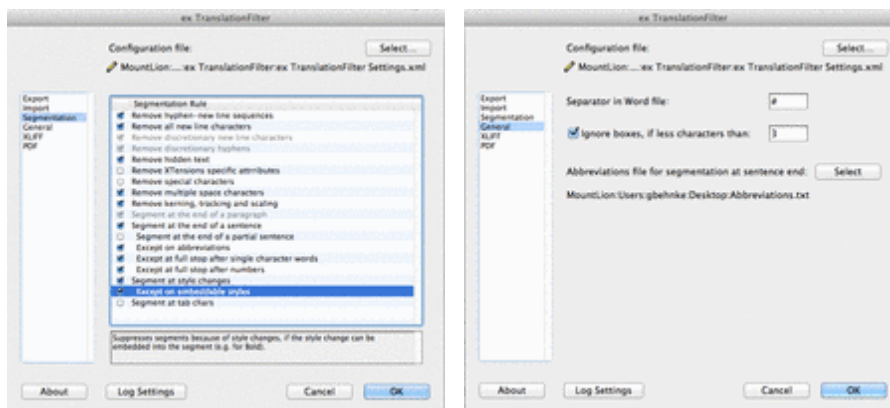 ex TranslationFilter
Configuration file:
Select...
MountLion:...:ex TranslationFilter:ex TranslationFilter Settings.xml
Export
Import
Segmentation
General
XLIFF
PDF
Segmentation Rule
Remove hyphen-new line sequences
Remove all new line characters
Remove discretionary new line characters
Remove discretionary hyphens
Remove hidden text
Remove XTensions specific attributes
Remove special characters
Remove multiple space characters
Remove kerning, tracking and scaling
Segment at the end of a paragraph
Segment at the end of a sentence
Segment at the end of a partial sentence
Except on abbreviations
Except at full stop after single character words
Except at full stop after numbers
Segment at style changes
Except on embeddable styles
Segment at tab chars
Suppresses segments because of style changes, if the style change can be
embedded into the segment (e.g. for Bold).
About
Log Settings
Cancel
OK
ex TranslationFilter
Configuration file:
Select...
MountLion:...:ex TranslationFilter:ex TranslationFilter Settings.xml
Export
Import
Segmentation
General
XLIFF
PDF
Separator in Word file:
#
Ignore boxes, if less characters than:
3
Abbreviations file for segmentation at sentence end:
Select
MountLion:Users:gbehnke:Desktop:Abbreviations.txt
About
Log Settings
Cancel
OK